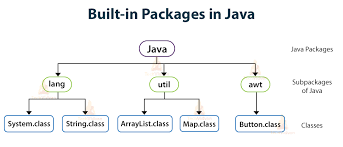 Built-in Packages in Java
Java
Java Packages
lang
util
awt
Subpackages
of Java
System.class
String.class
ArrayList.class
Map.class
Button.class
Classes